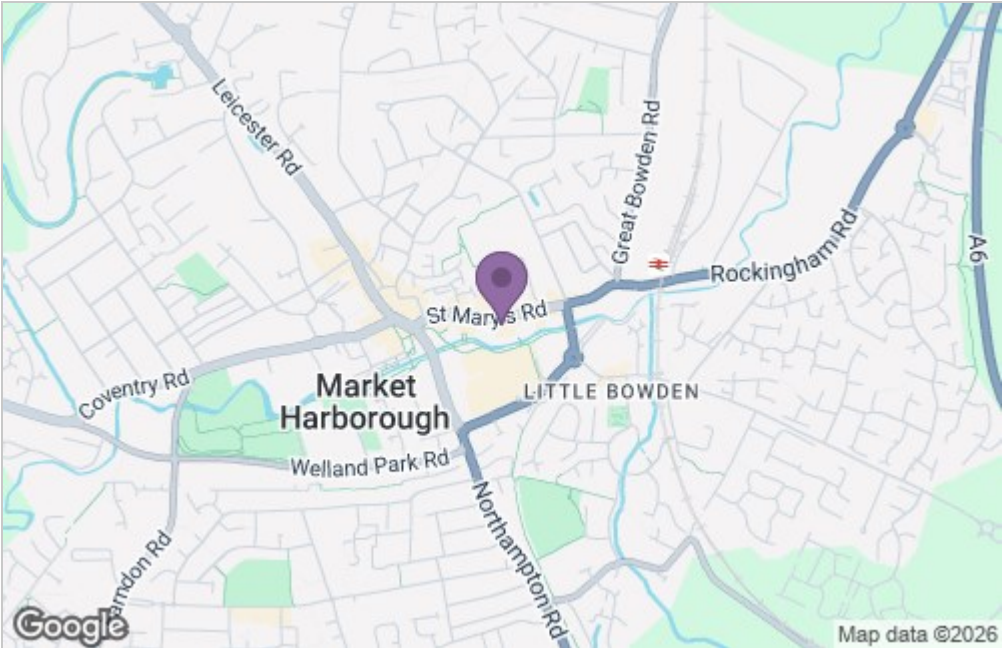 Leicester Rd
Great Bowden Rd
Rockingham Rd
A6
St Mary's Rd
Coventry Rd
Market
Harborough
LITTLE BOWDEN
Welland Park Rd
Northampton Rd
arndon Rd
Google
Map data ©2026